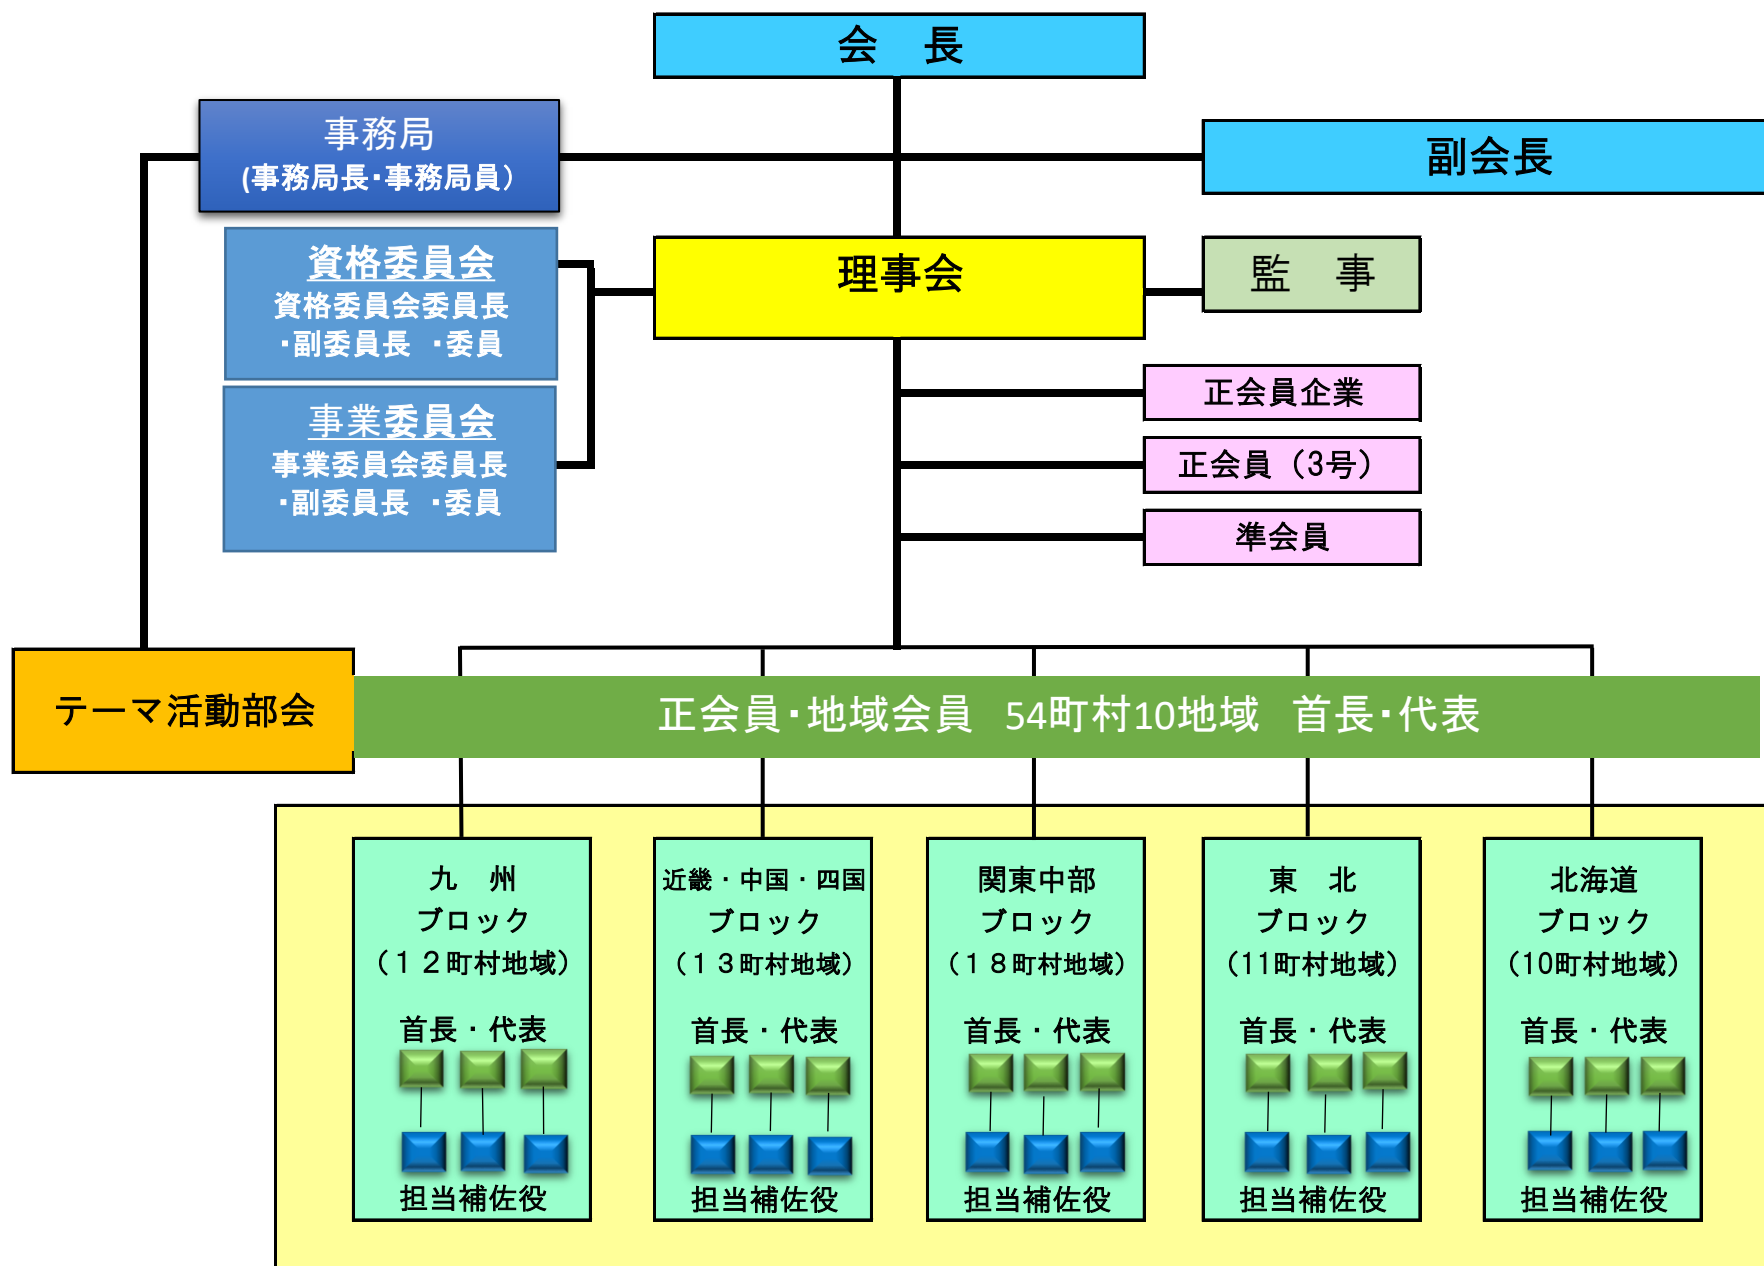 会　長
事務局
(事務局長・事務局員）
副会長
資格委員会
資格委員会委員長
・副委員長　・委員
理事会
監　事
事業委員会
事業委員会委員長
・副委員長　・委員
正会員企業
正会員（3号）
準会員
テーマ活動部会
正会員・地域会員　54町村10地域　首長・代表
九　州
ブロック
（１２町村地域）
首長・代表
担当補佐役
近畿・中国・四国
ブロック
（１３町村地域）
首長・代表
担当補佐役
関東中部
ブロック
（１８町村地域）
首長・代表
担当補佐役
東　北
ブロック
（11町村地域）
首長・代表
担当補佐役
北海道
ブロック
（10町村地域）
首長・代表
担当補佐役